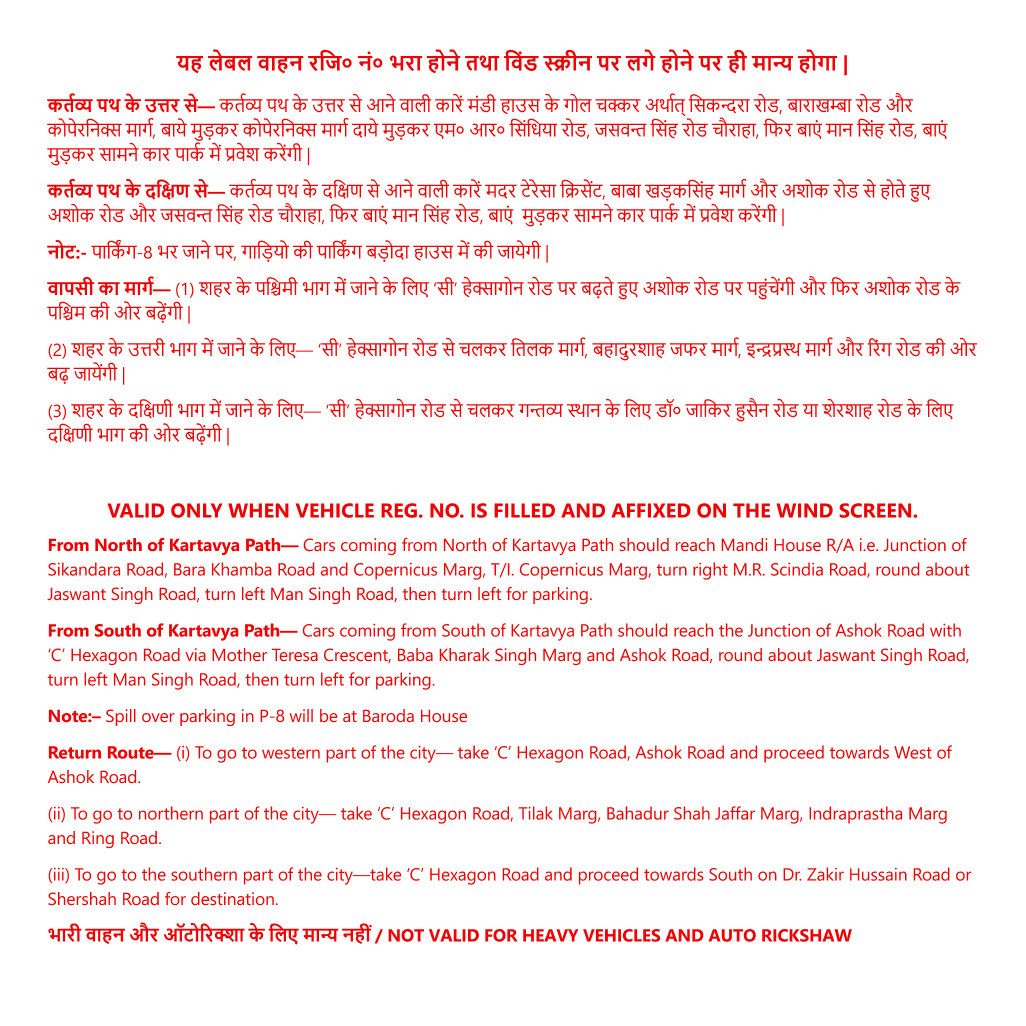 यह लेबल वाहन रजि० नं० भरा होने तथा विंड स्क्रीन पर लगे होने पर ही मान्य होगा |
कर्तव्य पथ के उत्तर से— कर्तव्य पथ के उत्तर से आने वाली कारें मंडी हाउस के गोल चक्कर अर्थात् सिकन्दरा रोड, बाराखम्बा रोड और
कोपेरनिक्स मार्ग, बाये मुड़कर कोपेरनिक्स मार्ग दाये मुड़कर एम० आर० सिंधिया रोड, जसवन्त सिंह रोड चौराहा, फिर बाएं मान सिंह रोड, बाएं
मुड़कर सामने कार पार्क में प्रवेश करेंगी |
कर्तव्य पथ के दक्षिण से— कर्तव्य पथ के दक्षिण से आने वाली कारें मदर टेरेसा क्रिसेंट, बाबा खड़कसिंह मार्ग और अशोक रोड से होते हुए
अशोक रोड और जसवन्त सिंह रोड चौराहा, फिर बाएं मान सिंह रोड, बाएं मुड़कर सामने कार पार्क में प्रवेश करेंगी |
नोट:- पार्किंग-8 भर जाने पर, गाड़ियो की पार्किंग बड़ोदा हाउस में की जायेगी |
वापसी का मार्ग— (1) शहर के पश्चिमी भाग में जाने के लिए ‘सी’ हेक्सागोन रोड पर बढ़ते हुए अशोक रोड पर पहुंचेंगी और फिर अशोक रोड के
पश्चिम की ओर बढ़ेंगी |
(2) शहर के उत्तरी भाग में जाने के लिए— ‘सी’ हेक्सागोन रोड से चलकर तिलक मार्ग, बहादुरशाह जफर मार्ग, इन्द्रप्रस्थ मार्ग और रिंग रोड की ओर
बढ़ जायेंगी |
(3) शहर के दक्षिणी भाग में जाने के लिए— ‘सी’ हेक्सागोन रोड से चलकर गन्तव्य स्थान के लिए डॉ० जाकिर हुसैन रोड या शेरशाह रोड के लिए
दक्षिणी भाग की ओर बढ़ेंगी |
VALID ONLY WHEN VEHICLE REG. NO. IS FILLED AND AFFIXED ON THE WIND SCREEN.
From North of Kartavya Path— Cars coming from North of Kartavya Path should reach Mandi House R/A i.e. Junction of
Sikandara Road, Bara Khamba Road and Copernicus Marg, T/I. Copernicus Marg, turn right M.R. Scindia Road, round about
Jaswant Singh Road, turn left Man Singh Road, then turn left for parking.
From South of Kartavya Path— Cars coming from South of Kartavya Path should reach the Junction of Ashok Road with
‘C’ Hexagon Road via Mother Teresa Crescent, Baba Kharak Singh Marg and Ashok Road, round about Jaswant Singh Road,
turn left Man Singh Road, then turn left for parking.
Note:– Spill over parking in P-8 will be at Baroda House
Return Route— (i) To go to western part of the city— take ‘C’ Hexagon Road, Ashok Road and proceed towards West of
Ashok Road.
(ii) To go to northern part of the city— take ‘C’ Hexagon Road, Tilak Marg, Bahadur Shah Jaffar Marg, Indraprastha Marg
and Ring Road.
(iii) To go to the southern part of the city—take ‘C’ Hexagon Road and proceed towards South on Dr. Zakir Hussain Road or
Shershah Road for destination.
भारी वाहन और ऑटोरिक्शा के लिए मान्य नहीं / NOT VALID FOR HEAVY VEHICLES AND AUTO RICKSHAW